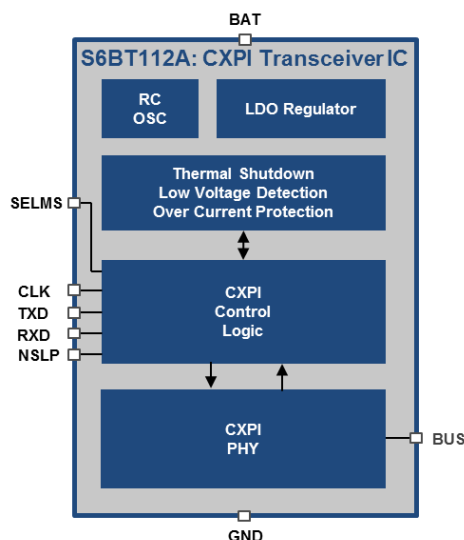 BAT
S6BT112A: CXPI Transceiver IC
RC
OSC
LDO Regulator
Thermal Shutdown
Low Voltage Detection
Over Current Protection
SELMS
CLK
TXD
RXD
NSLP
CXPI
Control
Logic
CXPI
PHY
BUS
GND